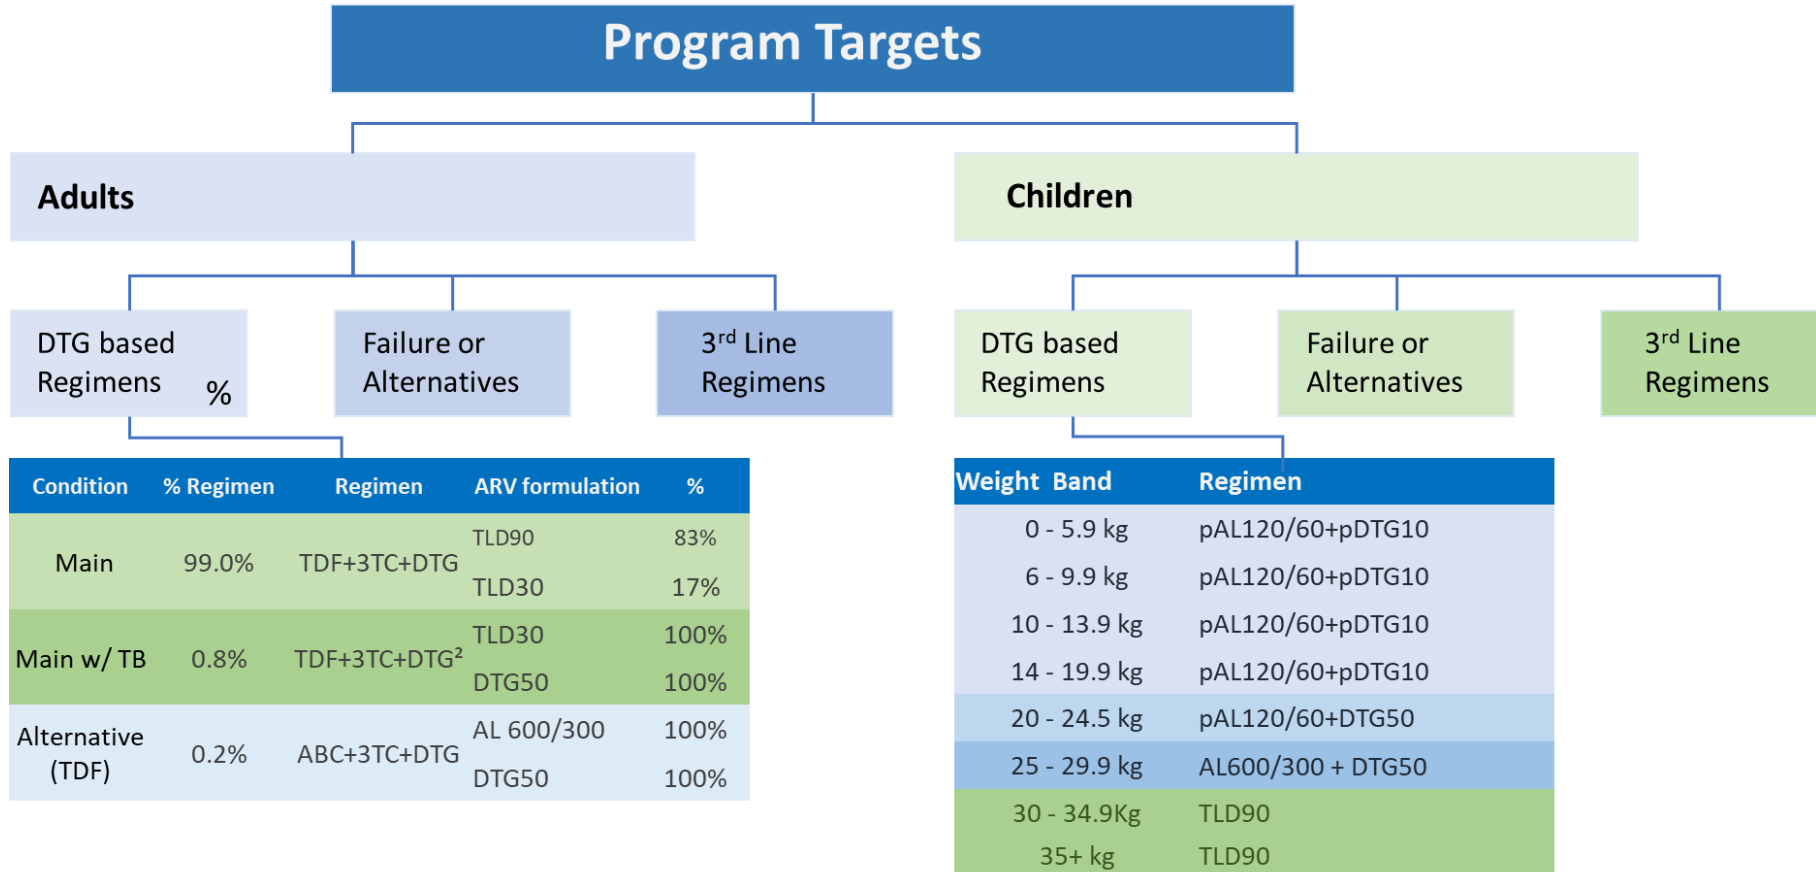 Program Targets
Adults
Children
DTG based
Regimens %
Failure or
Alternatives
3rd Line
Regimens
DTG based
Regimens
Failure or
Alternatives
3rd Line
Regimens
Condition % Regimen Regimen ARV formulation %
Main 99.0% TDF+3TC+DTG
TLD90 83%
TLD30 17%
Main w/ TB 0.8% TDF+3TC+DTG²
TLD30 100%
DTG50 100%
Alternative
(TDF)
0.2% ABC+3TC+DTG
AL 600/300 100%
DTG50 100%
Weight Band Regimen
0 - 5.9 kg pAL120/60+pDTG10
6 - 9.9 kg pAL120/60+pDTG10
10 - 13.9 kg pAL120/60+pDTG10
14 - 19.9 kg pAL120/60+pDTG10
20 - 24.5 kg pAL120/60+DTG50
25 - 29.9 kg AL600/300 + DTG50
30 - 34.9Kg TLD90
35+ kg TLD90